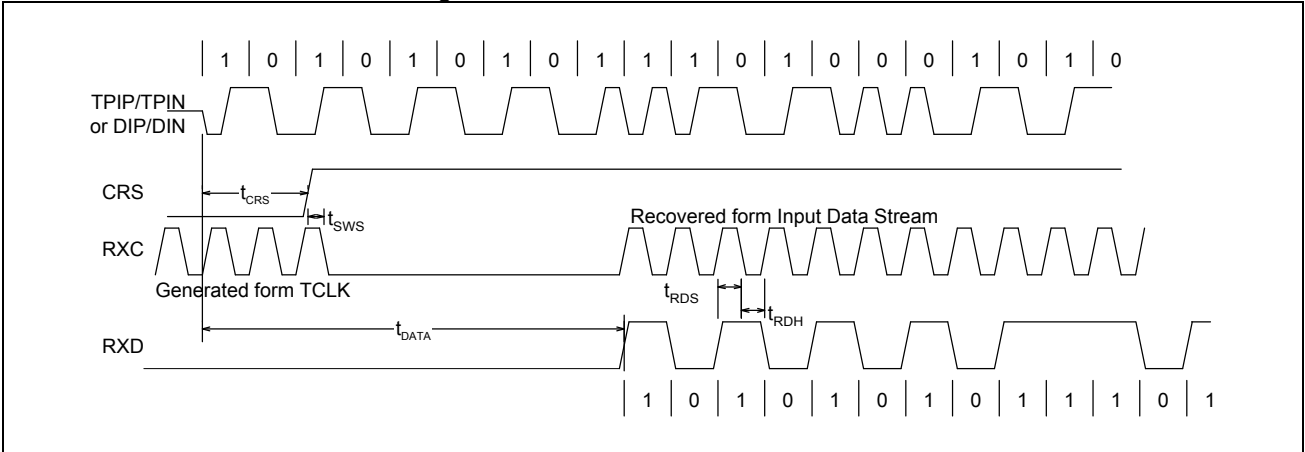 1 0 1 0 1 0 1 0 1 1 1 0 1 0 0 0 1 0 1 0
TPIP/TPIN
or DIP/DIN
CRS
tCRS
tSWS
Recovered form Input Data Stream
RXC
Generated form TCLK
tRDS
tRDH
tDATA
RXD
1 0 1 0 1 0 1 0 1 1 1 0 1